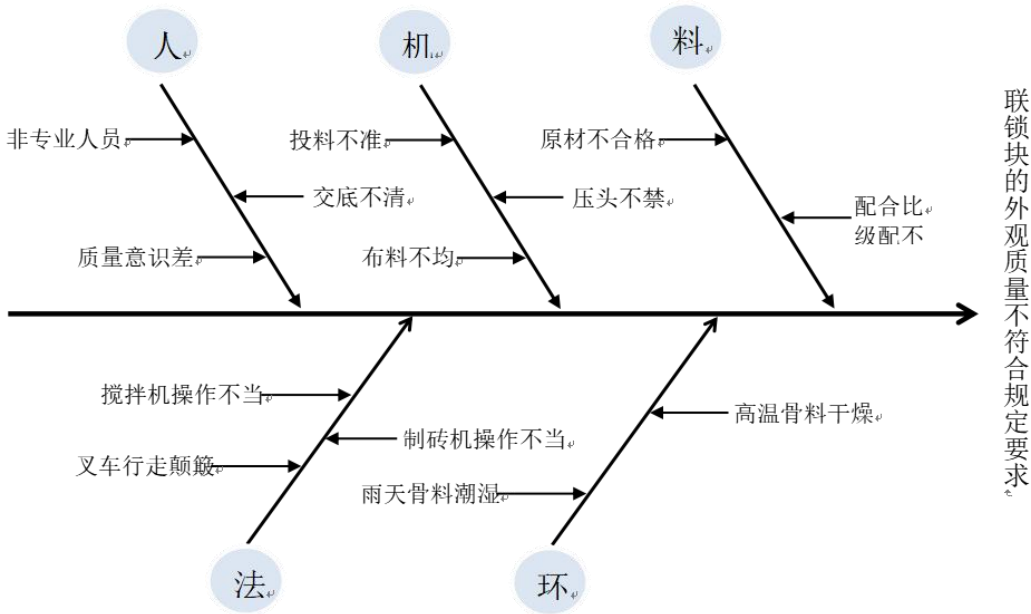 人
机
料
非专业人员
投料不准
原材不合格
交底不清
压头不禁
配合比
级配不
质量意识差
布料不均
联锁块的外观质量不符合规定要求
搅拌机操作不当
高温骨料干燥
制砖机操作不当
叉车行走颠簸
雨天骨料潮湿
法
环